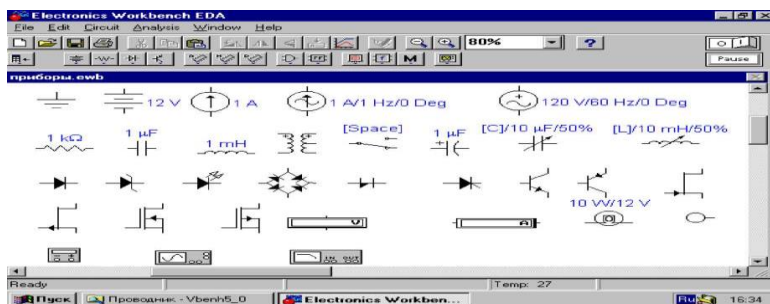 Electronics Workbench EDA
File Edit Circuit Analysis Window Help
80% ?
M Pause
приборы.ewb
12 V 1 A 1 A/1 Hz/0 Deg 120 V/60 Hz/0 Deg
1 kΩ 1 µF 1 mH [Space] 1 µF [C]/10 µF/50% [L]/10 mH/50%
10 W/12 V
V A
IN OUT
Ready Temp: 27
Пуск Проводник - Vbenh5_0 Electronics Workben... Ru 16:34